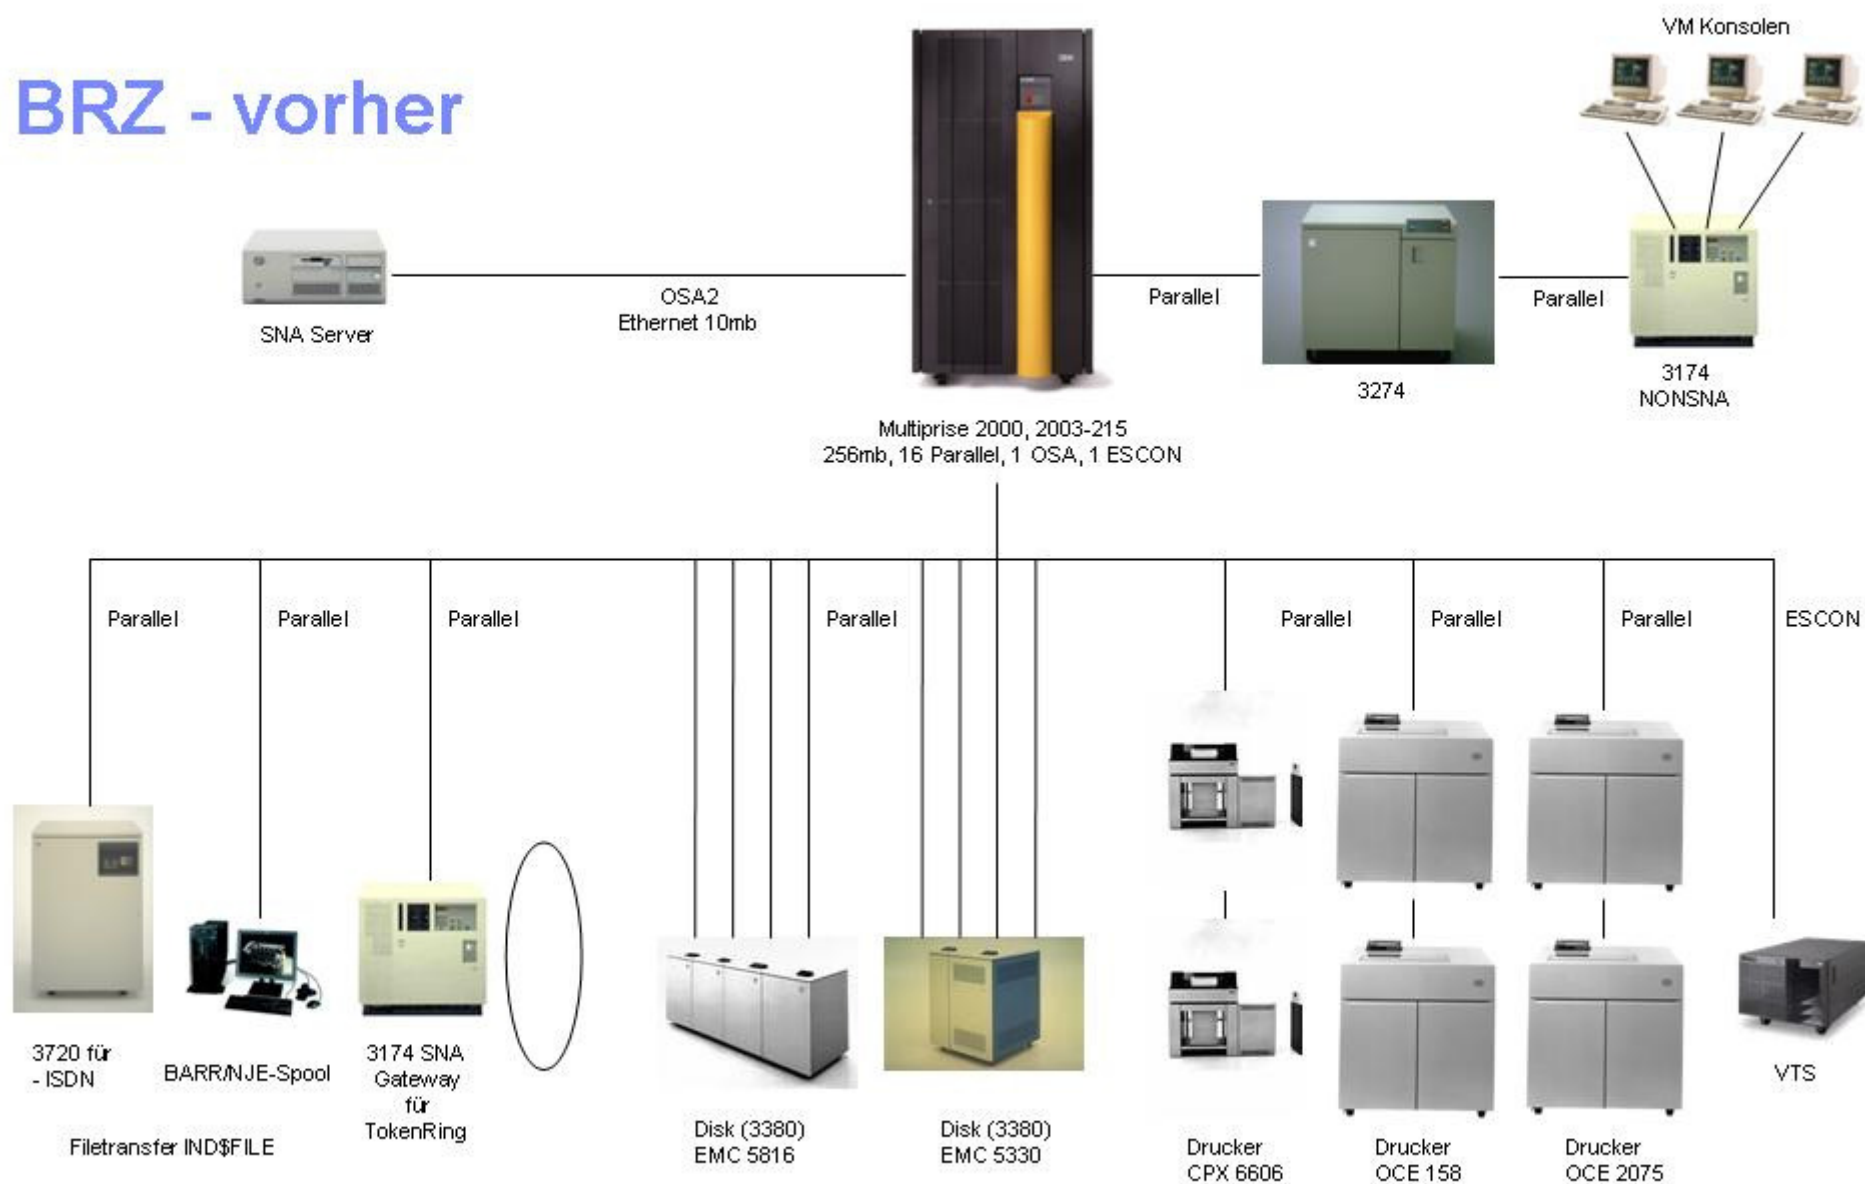 BRZ - vorher
VM Konsolen
SNA Server
OSA2
Ethernet 10mb
Parallel
3274
Parallel
3174
NONSNA
Multiprise 2000, 2003-215
256mb, 16 Parallel, 1 OSA, 1 ESCON
Parallel
Parallel
Parallel
Parallel
Parallel
Parallel
Parallel
ESCON
3720 für
- ISDN
BARR/NJE-Spool
3174 SNA
Gateway
für
TokenRing
Filetransfer IND$FILE
Disk (3380)
EMC 5816
Disk (3380)
EMC 5330
Drucker
CPX 6606
Drucker
OCE 158
Drucker
OCE 2075
VTS